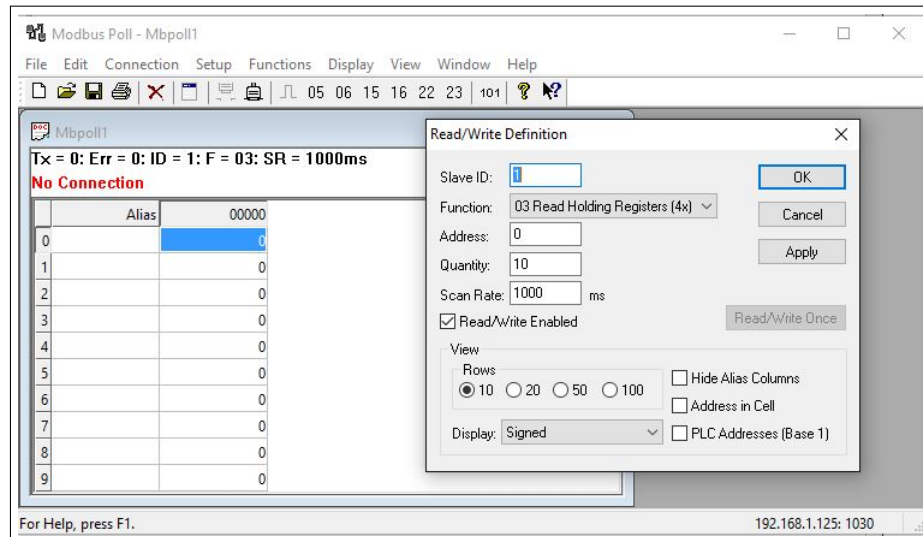 Modbus Poll - Mbpoll1
File Edit Connection Setup Functions Display View Window Help
05 06 15 16 22 23 101
Mbpoll1
Tx = 0: Err = 0: ID = 1: F = 03: SR = 1000ms
No Connection
Alias 00000
0 0
1 0
2 0
3 0
4 0
5 0
6 0
7 0
8 0
9 0
Read/Write Definition
Slave ID: 1 OK
Function: 03 Read Holding Registers (4x) Cancel
Address: 0
Quantity: 10 Apply
Scan Rate: 1000 ms
Read/Write Enabled Read/Write Once
View
Rows
10 20 50 100
Hide Alias Columns
Address in Cell
Display: Signed PLC Addresses (Base 1)
For Help, press F1. 192.168.1.125: 1030